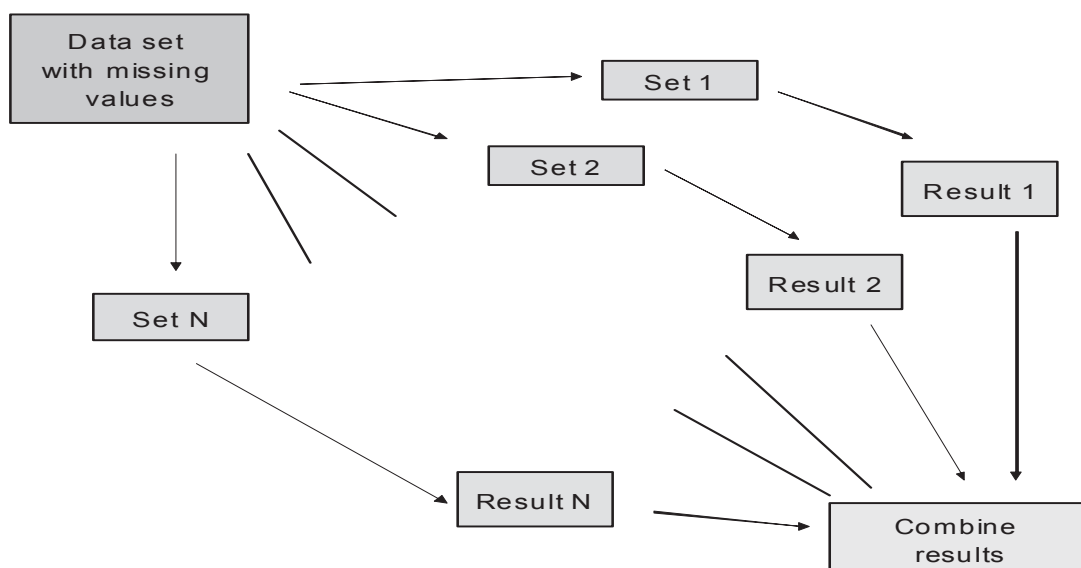 Data set
with missing
values
Set 1
Set 2
Result 1
Result 2
Set N
Result N
Combine
results